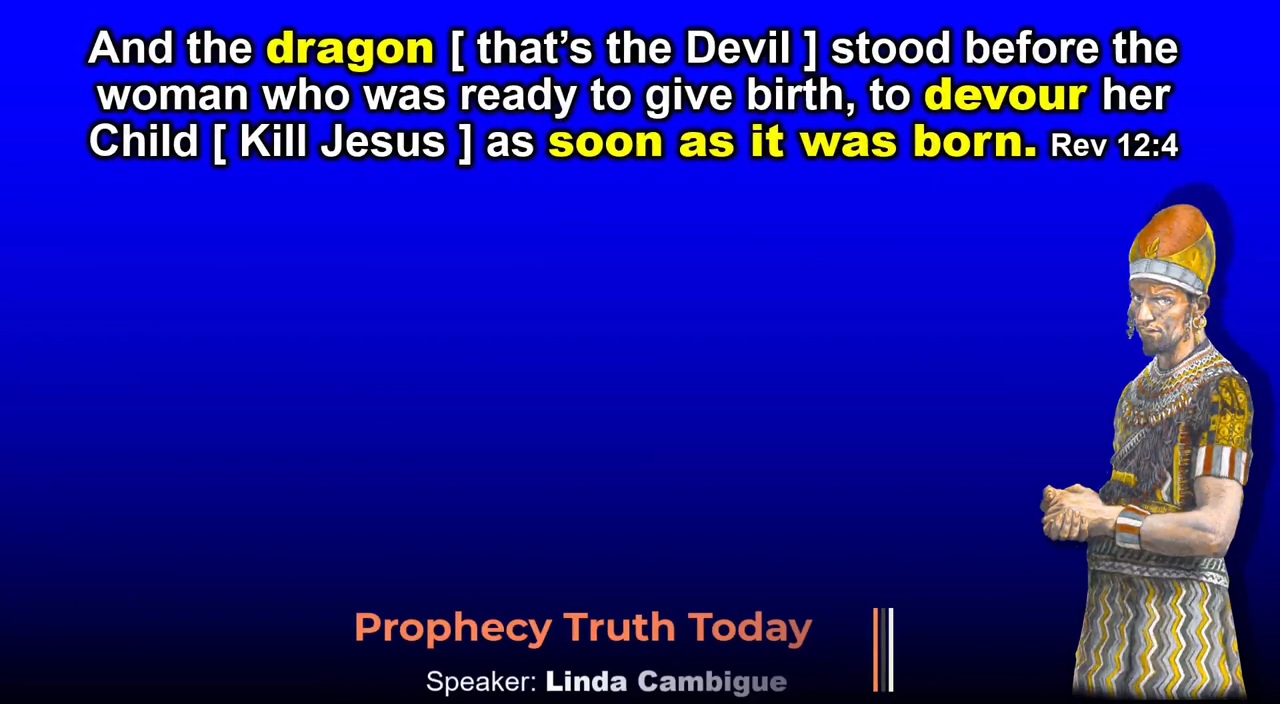 And the dragon [ that’s the Devil ] stood before the
woman who was ready to give birth, to devour her
Child [ Kill Jesus ] as soon as it was born. Rev 12:4
Prophecy Truth Today
Speaker: Linda Cambigue